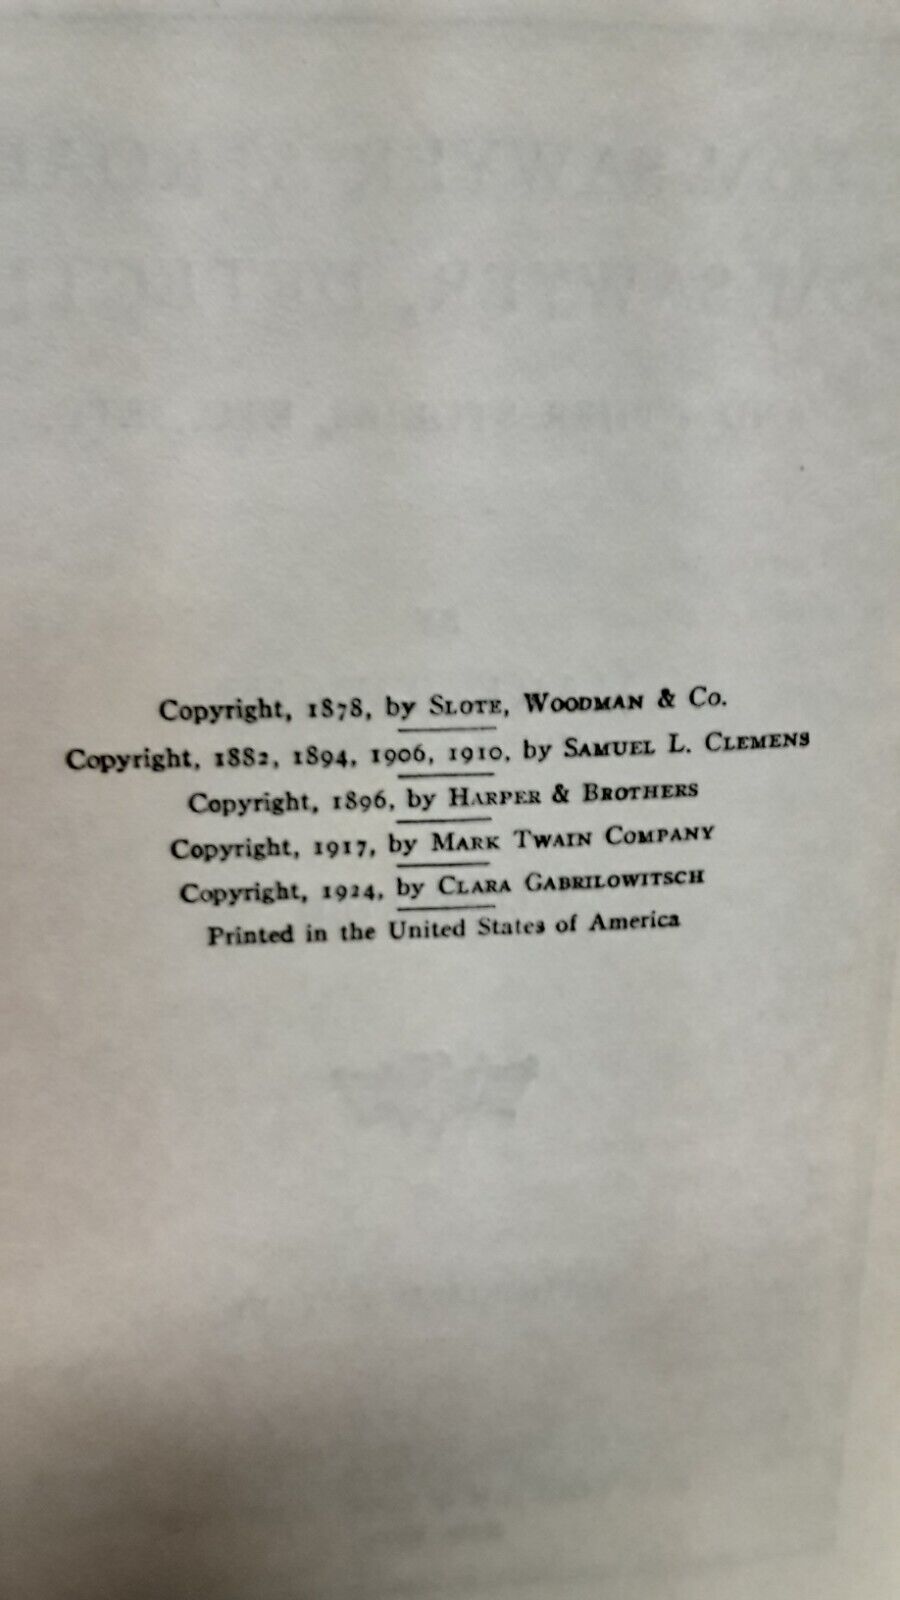 Copyright, 1878, by Slote, Woodman & Co.
Copyright, 1882, 1894, 1906, 1910, by Samuel L. Clemens
Copyright, 1896, by Harper & Brothers
Copyright, 1917, by Mark Twain Company
Copyright, 1924, by Clara Gabrilowitsch
Printed in the United States of America